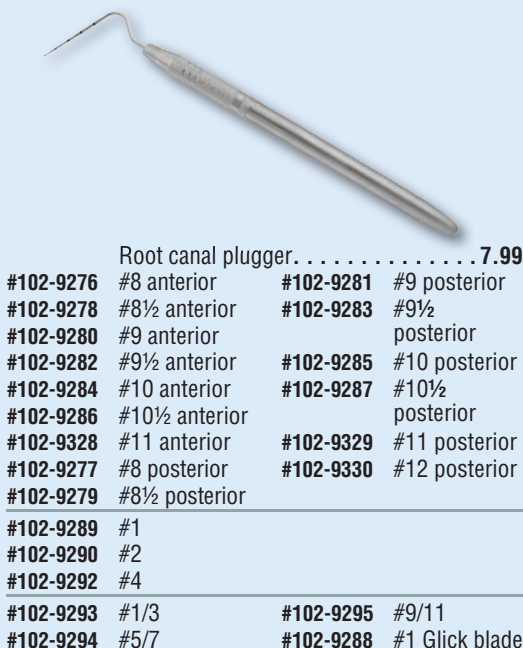 Root canal plugger. . . . . . . . . . . . . . 7.99
#102-9276 #8 anterior
#102-9278 #8½ anterior
#102-9280 #9 anterior
#102-9282 #9½ anterior
#102-9284 #10 anterior
#102-9286 #10½ anterior
#102-9328 #11 anterior
#102-9277 #8 posterior
#102-9279 #8½ posterior
#102-9281 #9 posterior
#102-9283 #9½
posterior
#102-9285 #10 posterior
#102-9287 #10½
posterior
#102-9329 #11 posterior
#102-9330 #12 posterior
#102-9289 #1
#102-9290 #2
#102-9292 #4
#102-9293 #1/3
#102-9294 #5/7
#102-9295 #9/11
#102-9288 #1 Glick blade